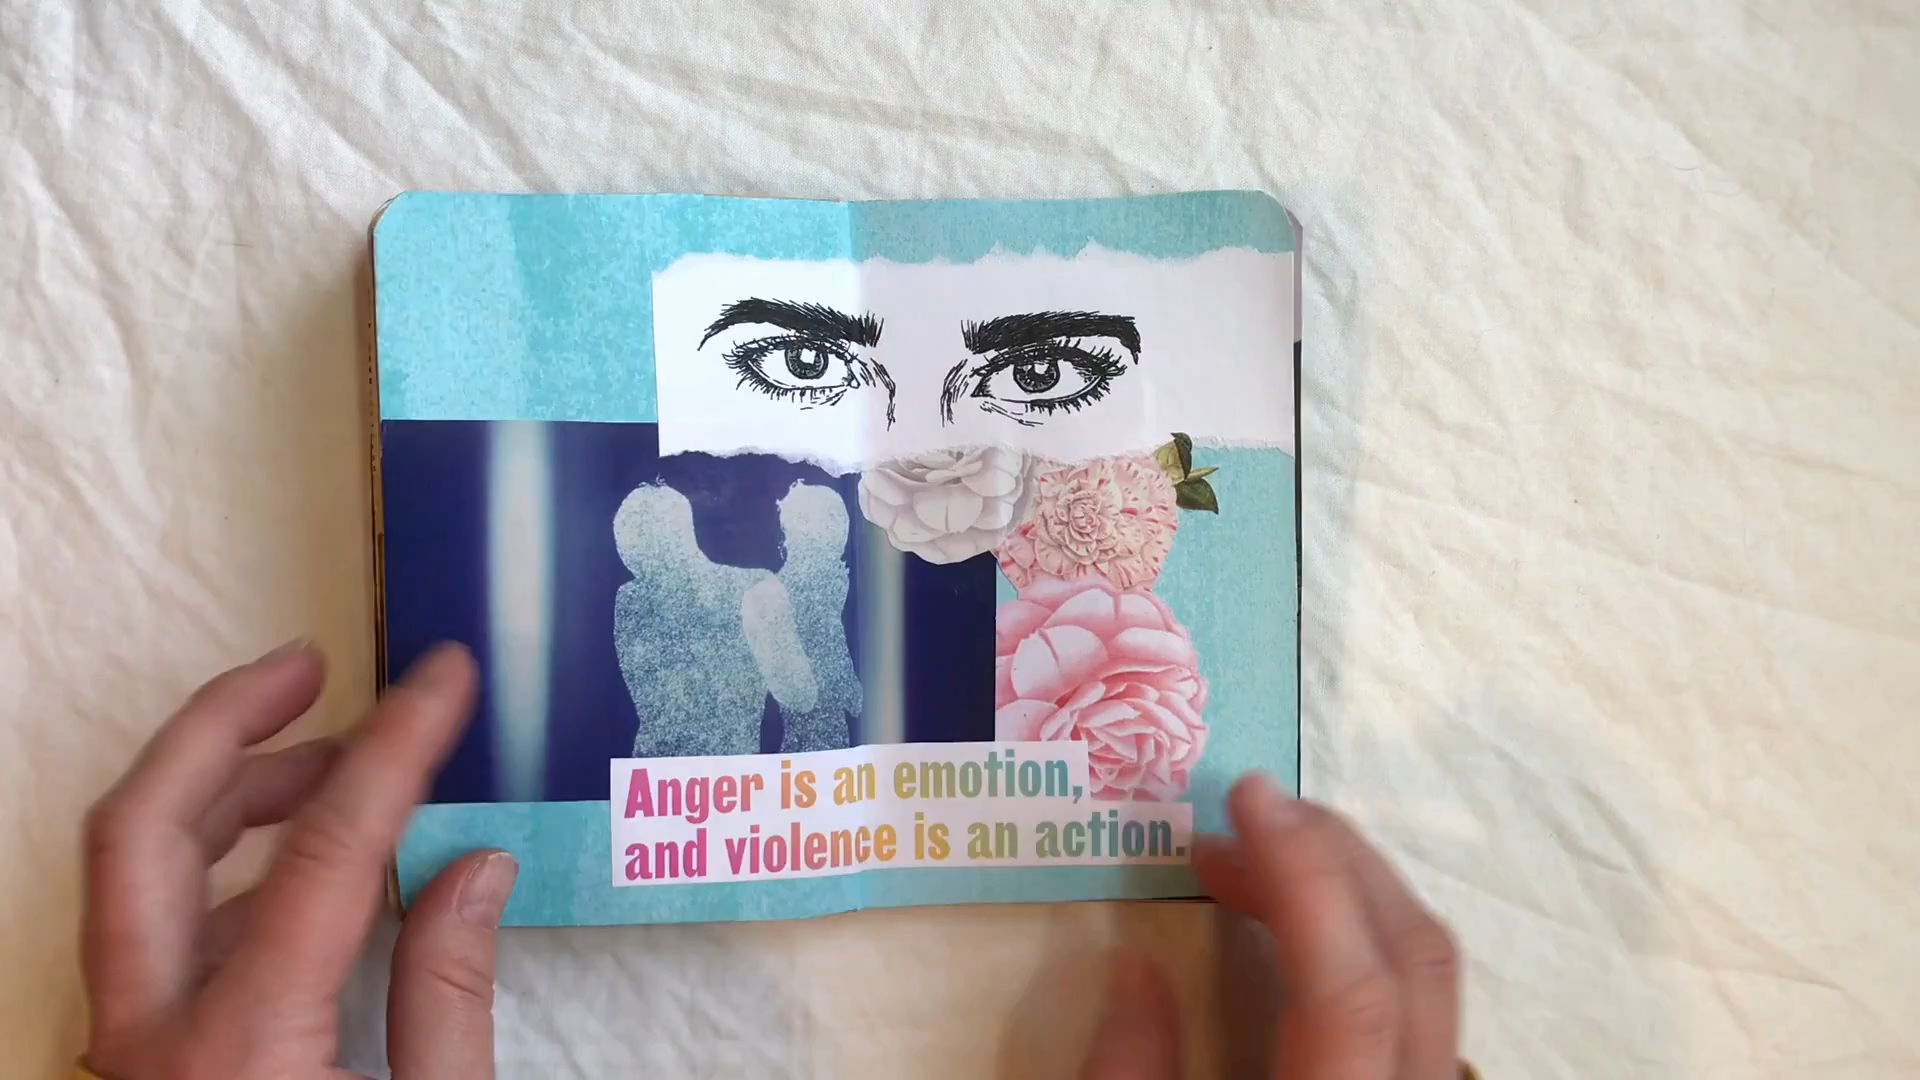 Anger is an emotion,
and violence is an action.